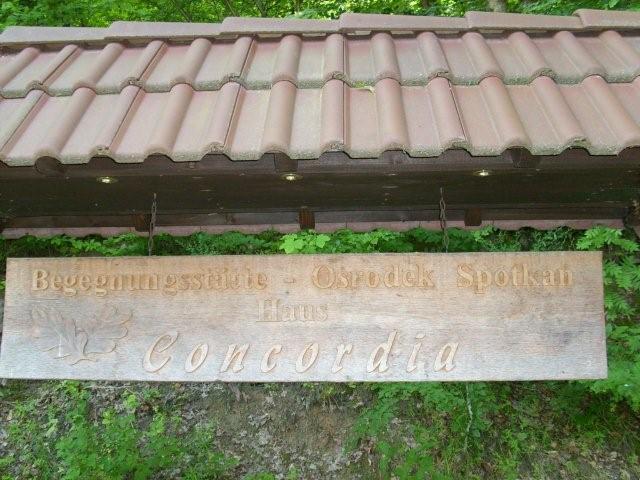 Begegnungsstätte - Ośrodek Spotkań
Haus
Concordia